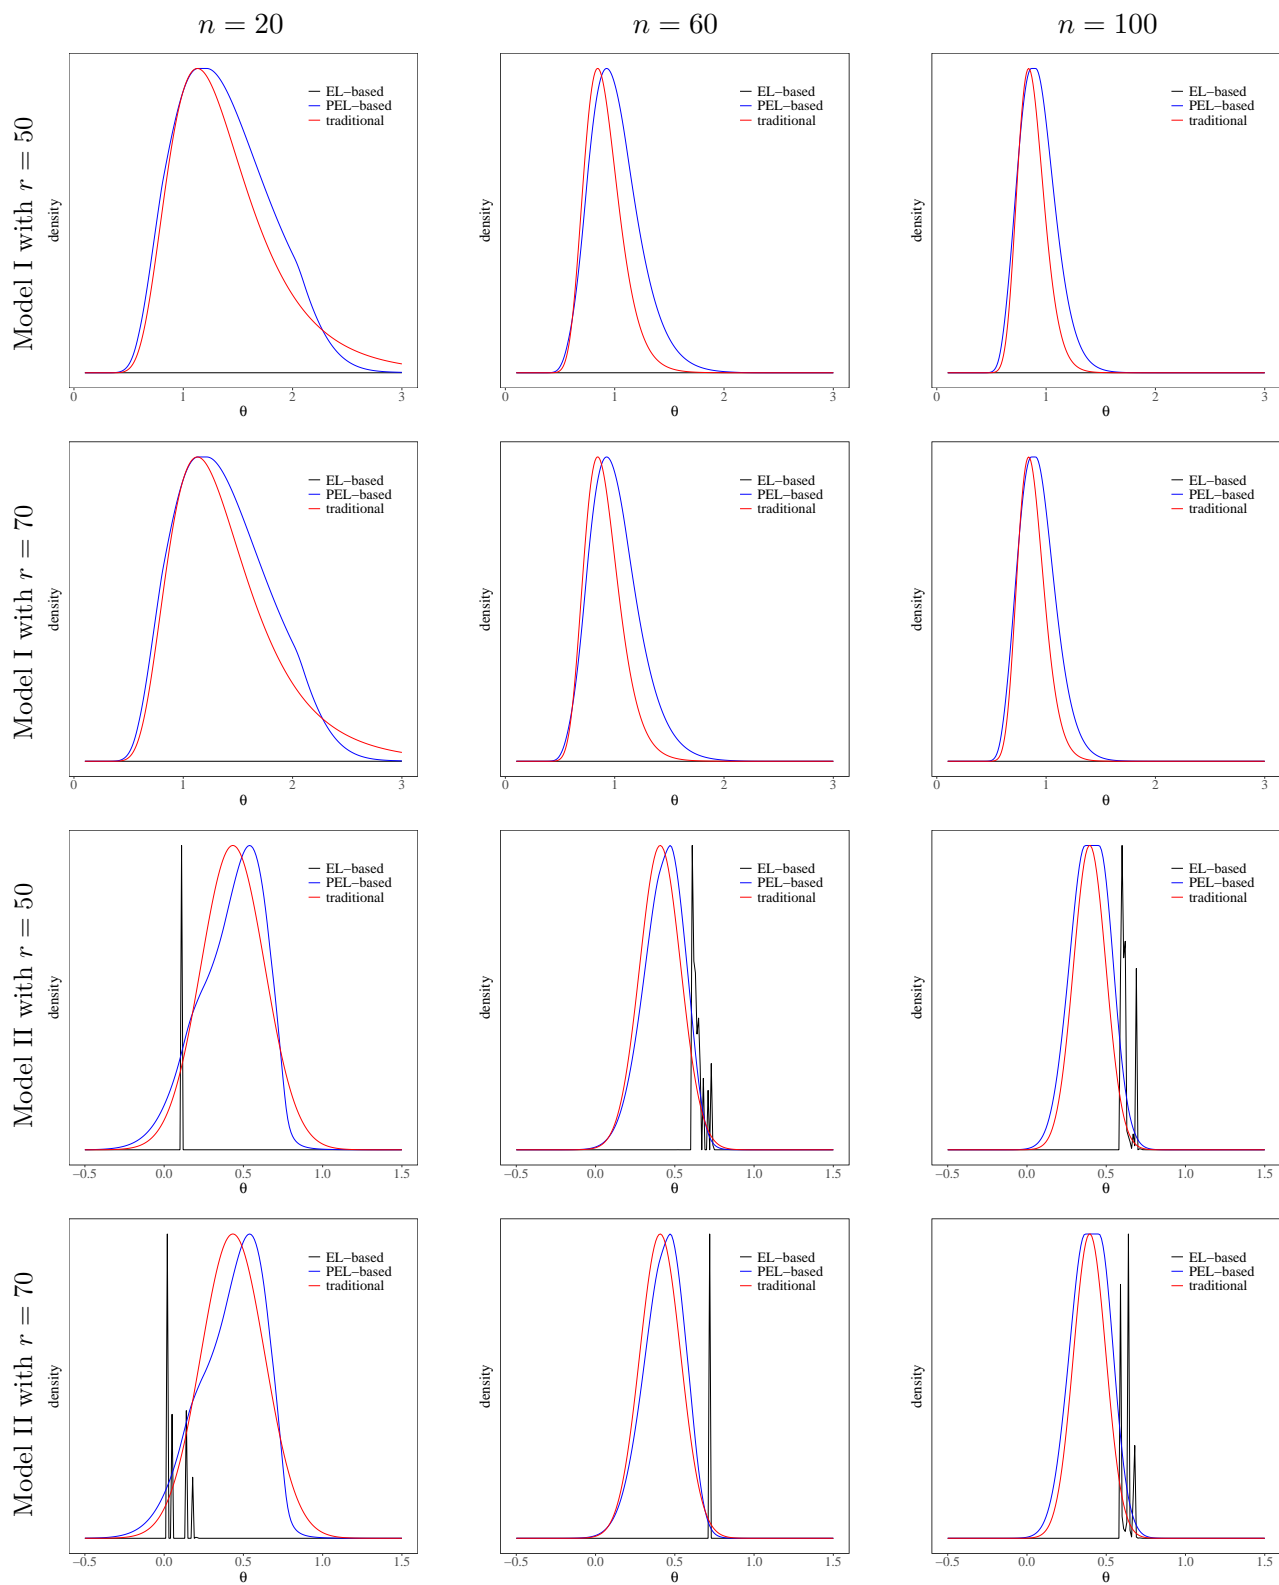 n = 20
n = 60
n = 100
Model I with r = 50
density
EL−based
PEL−based
traditional
0
1
2
3
θ
density
EL−based
PEL−based
traditional
0
1
2
3
θ
density
EL−based
PEL−based
traditional
0
1
2
3
θ
Model I with r = 70
density
EL−based
PEL−based
traditional
0
1
2
3
θ
density
EL−based
PEL−based
traditional
0
1
2
3
θ
density
EL−based
PEL−based
traditional
0
1
2
3
θ
Model II with r = 50
density
EL−based
PEL−based
traditional
−0.5
0.0
0.5
1.0
1.5
θ
density
EL−based
PEL−based
traditional
−0.5
0.0
0.5
1.0
1.5
θ
density
EL−based
PEL−based
traditional
−0.5
0.0
0.5
1.0
1.5
θ
Model II with r = 70
density
EL−based
PEL−based
traditional
−0.5
0.0
0.5
1.0
1.5
θ
density
EL−based
PEL−based
traditional
−0.5
0.0
0.5
1.0
1.5
θ
density
EL−based
PEL−based
traditional
−0.5
0.0
0.5
1.0
1.5
θ